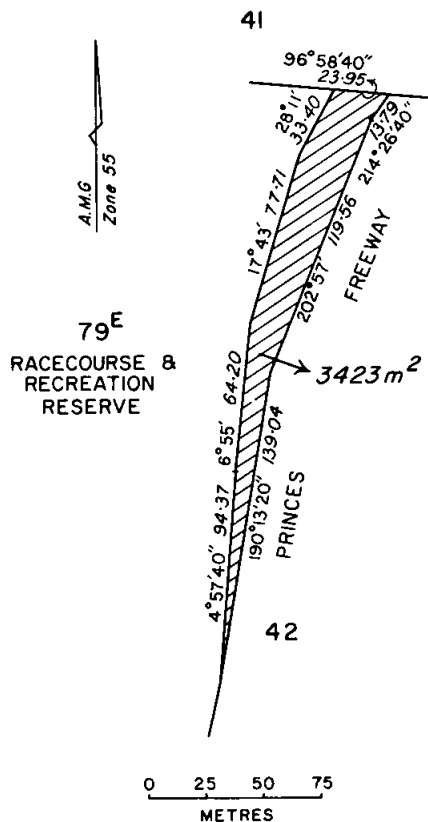 41
96° 58' 40"
23·95
28° 11'
33·40
13·79
214° 26' 40"
A.M.G
Zone 55
17° 43' 77·71
119·56
202° 57'
FREEWAY
79E
RACECOURSE &
RECREATION
RESERVE
3423m²
6° 55' 64·20
139·04
190° 13' 20"
PRINCES
4° 57' 40" 94·37
42
0 25 50 75
METRES